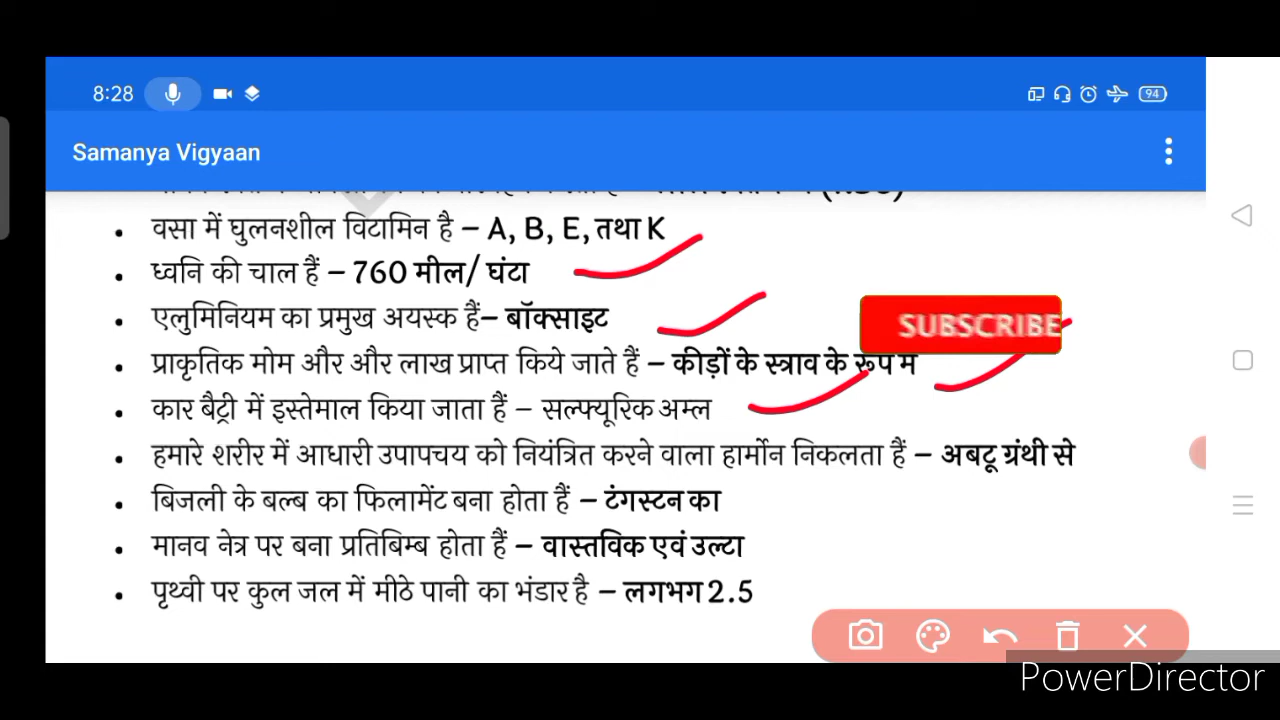 8:28
94
Samanya Vigyaan
वसा में घुलनशील विटामिन है – A, B, E, तथा K
ध्वनि की चाल हैं – 760 मील/ घंटा
एलुमिनियम का प्रमुख अयस्क हैं– बॉक्साइट
SUBSCRIBE
प्राकृतिक मोम और और लाख प्राप्त किये जाते हैं – कीड़ों के स्त्राव के रूप म
कार बैट्री में इस्तेमाल किया जाता हैं – सल्फ्यूरिक अम्ल
हमारे शरीर में आधारी उपापचय को नियंत्रित करने वाला हार्मोन निकलता हैं – अबटू ग्रंथी से
बिजली के बल्ब का फिलामेंट बना होता हैं – टंगस्टन का
मानव नेत्र पर बना प्रतिबिम्ब होता हैं – वास्तविक एवं उल्टा
पृथ्वी पर कुल जल में मीठे पानी का भंडार है – लगभग 2.5
PowerDirector